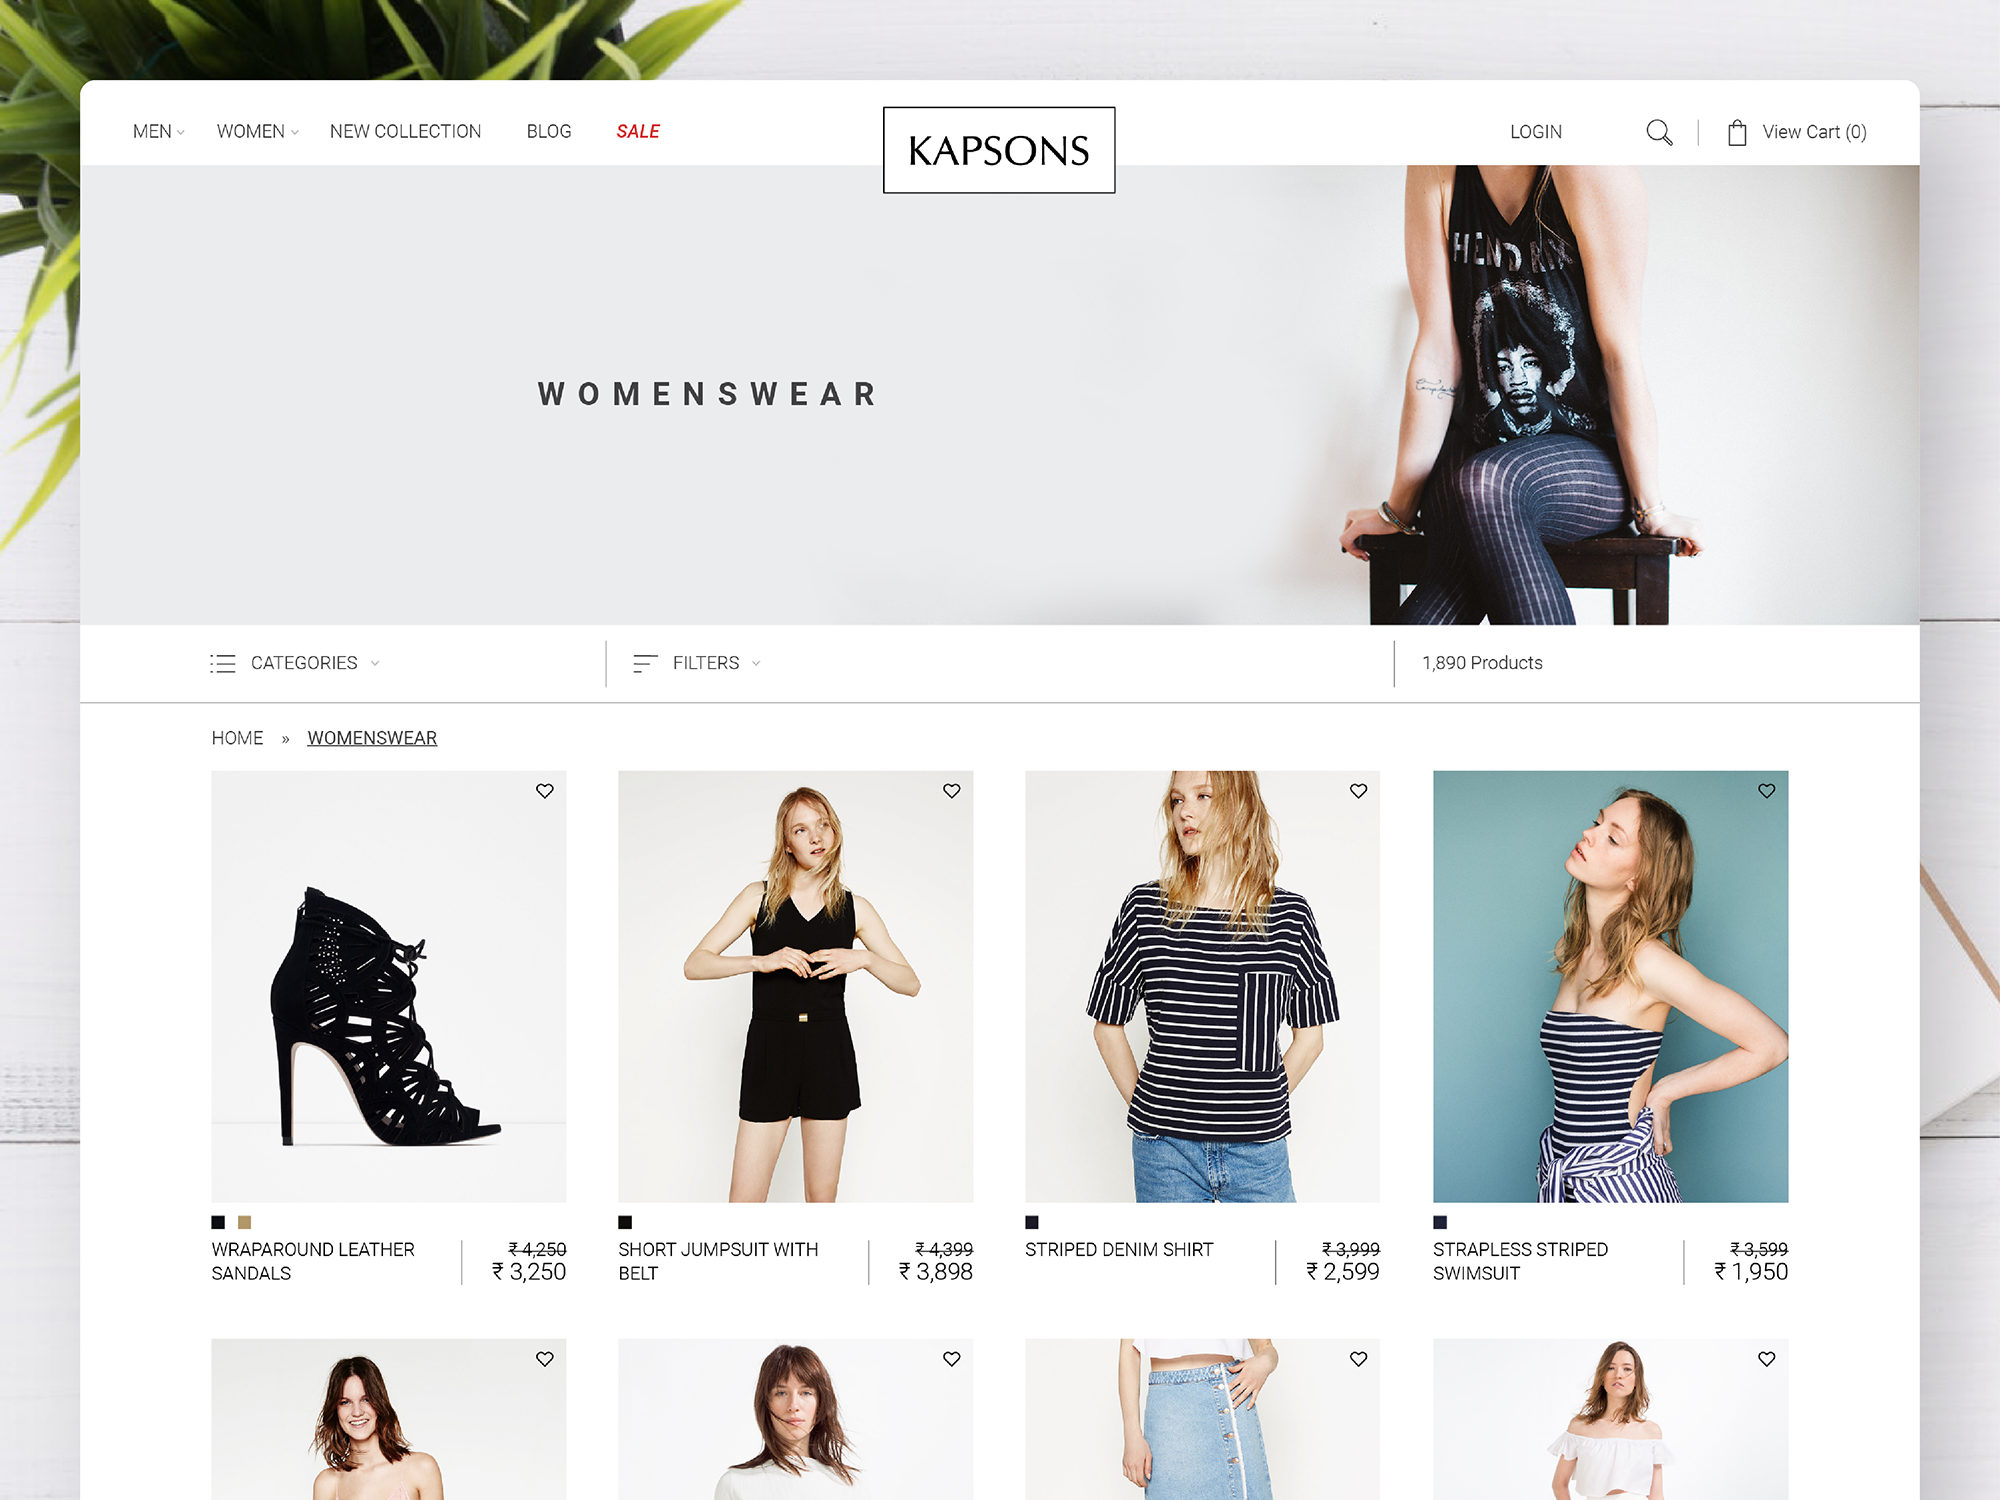 MEN
WOMEN
NEW COLLECTION
BLOG
SALE
KAPSONS
LOGIN
View Cart (0)
HENDRIX
WOMENSWEAR
CATEGORIES
FILTERS
1,890 Products
HOME » WOMENSWEAR
WRAPAROUND LEATHER
SANDALS
₹ 4,250
₹ 3,250
SHORT JUMPSUIT WITH
BELT
₹ 4,399
₹ 3,898
STRIPED DENIM SHIRT
₹ 3,999
₹ 2,599
STRAPLESS STRIPED
SWIMSUIT
₹ 3,599
₹ 1,950